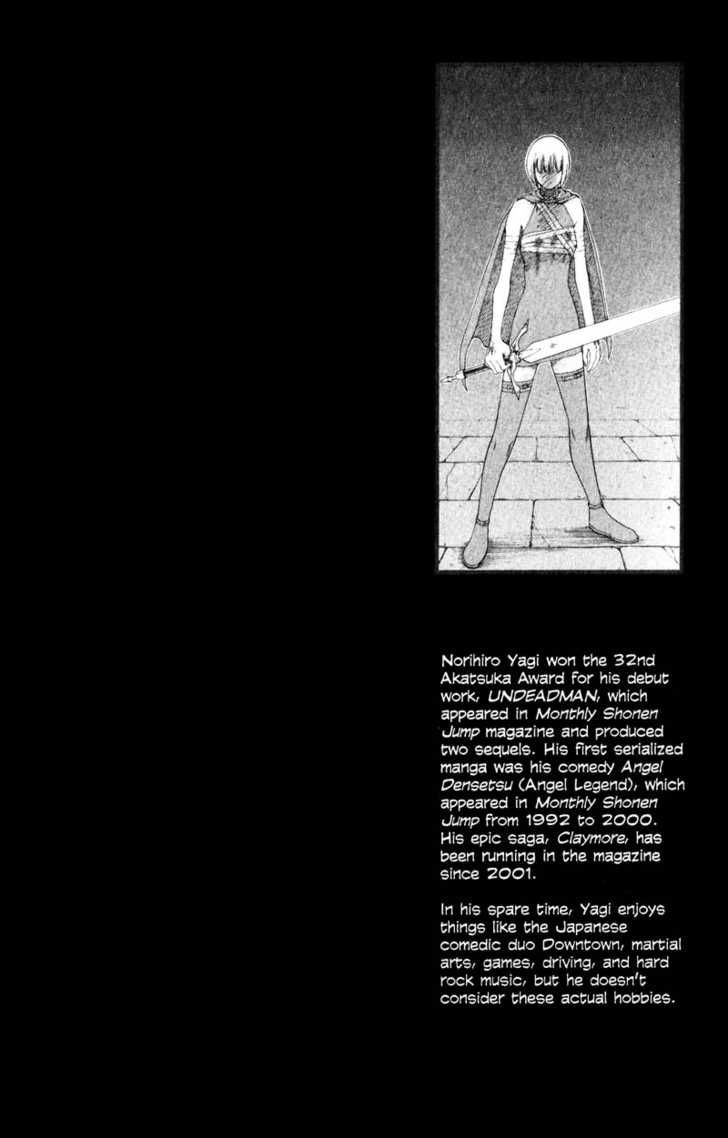 Norihiro Yagi won the 32nd
Akatsuka Award for his debut
work, UNDEADMAN, which
appeared in Monthly Shonen
Jump magazine and produced
two sequels. His first serialized
manga was his comedy Angel
Densetsu (Angel Legend), which
appeared in Monthly Shonen
Jump from 1992 to 2000.
His epic saga, Claymore, has
been running in the magazine
since 2001.
In his spare time, Yagi enjoys
things like the Japanese
comedic duo Downtown, martial
arts, games, driving, and hard
rock music, but he doesn't
consider these actual hobbies.